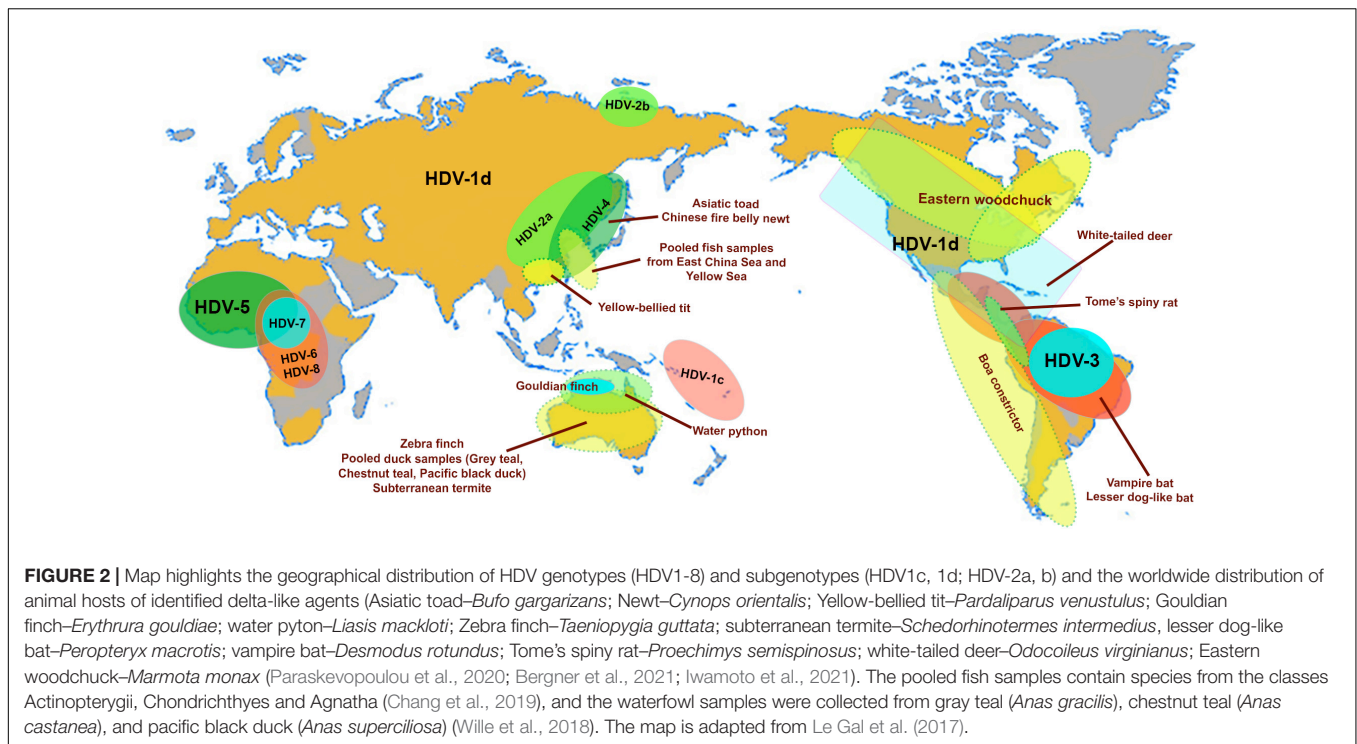 HDV-2b
HDV-1d
HDV-2a
HDV-4
Asiatic toad
Chinese fire belly newt
Pooled fish samples
from East China Sea and
Yellow Sea
Yellow-bellied tit
HDV-5
HDV-7
HDV-6
HDV-8
Gouldian finch
HDV-1c
Water python
Zebra finch
Pooled duck samples (Grey teal,
Chestnut teal, Pacific black duck)
Subterranean termite
Eastern woodchuck
HDV-1d
White-tailed deer
Tome's spiny rat
HDV-3
Boa constrictor
Vampire bat
Lesser dog-like bat
FIGURE 2 | Map highlights the geographical distribution of HDV genotypes (HDV1-8) and subgenotypes (HDV1c, 1d; HDV-2a, b) and the worldwide distribution of
animal hosts of identified delta-like agents (Asiatic toad–Bufo gargarizans; Newt–Cynops orientalis; Yellow-bellied tit–Pardaliparus venustulus; Gouldian
finch–Erythrura gouldiae; water pyton–Liasis mackloti; Zebra finch–Taeniopygia guttata; subterranean termite–Schedorhinotermes intermedius, lesser dog-like
bat–Peropteryx macrotis; vampire bat–Desmodus rotundus; Tome's spiny rat–Proechimys semispinosus; white-tailed deer–Odocoileus virginianus; Eastern
woodchuck–Marmota monax (Paraskevopoulou et al., 2020; Bergner et al., 2021; Iwamoto et al., 2021). The pooled fish samples contain species from the classes
Actinopterygii, Chondrichthyes and Agnatha (Chang et al., 2019), and the waterfowl samples were collected from gray teal (Anas gracilis), chestnut teal (Anas
castanea), and pacific black duck (Anas superciliosa) (Wille et al., 2018). The map is adapted from Le Gal et al. (2017).